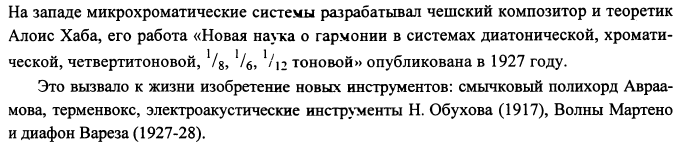 На западе микрохроматические системы разрабатывал чешский композитор и теоретик
Алоис Хаба, его работа «Новая наука о гармонии в системах диатонической, хромати-
ческой, четвертитоновой, 1/8, 1/6, 1/12 тоновой» опубликована в 1927 году.
Это вызвало к жизни изобретение новых инструментов: смычковый полихорд Авраа-
мова, терменвокс, электроакустические инструменты Н. Обухова (1917), Волны Мартено
и диафон Вареза (1927-28).